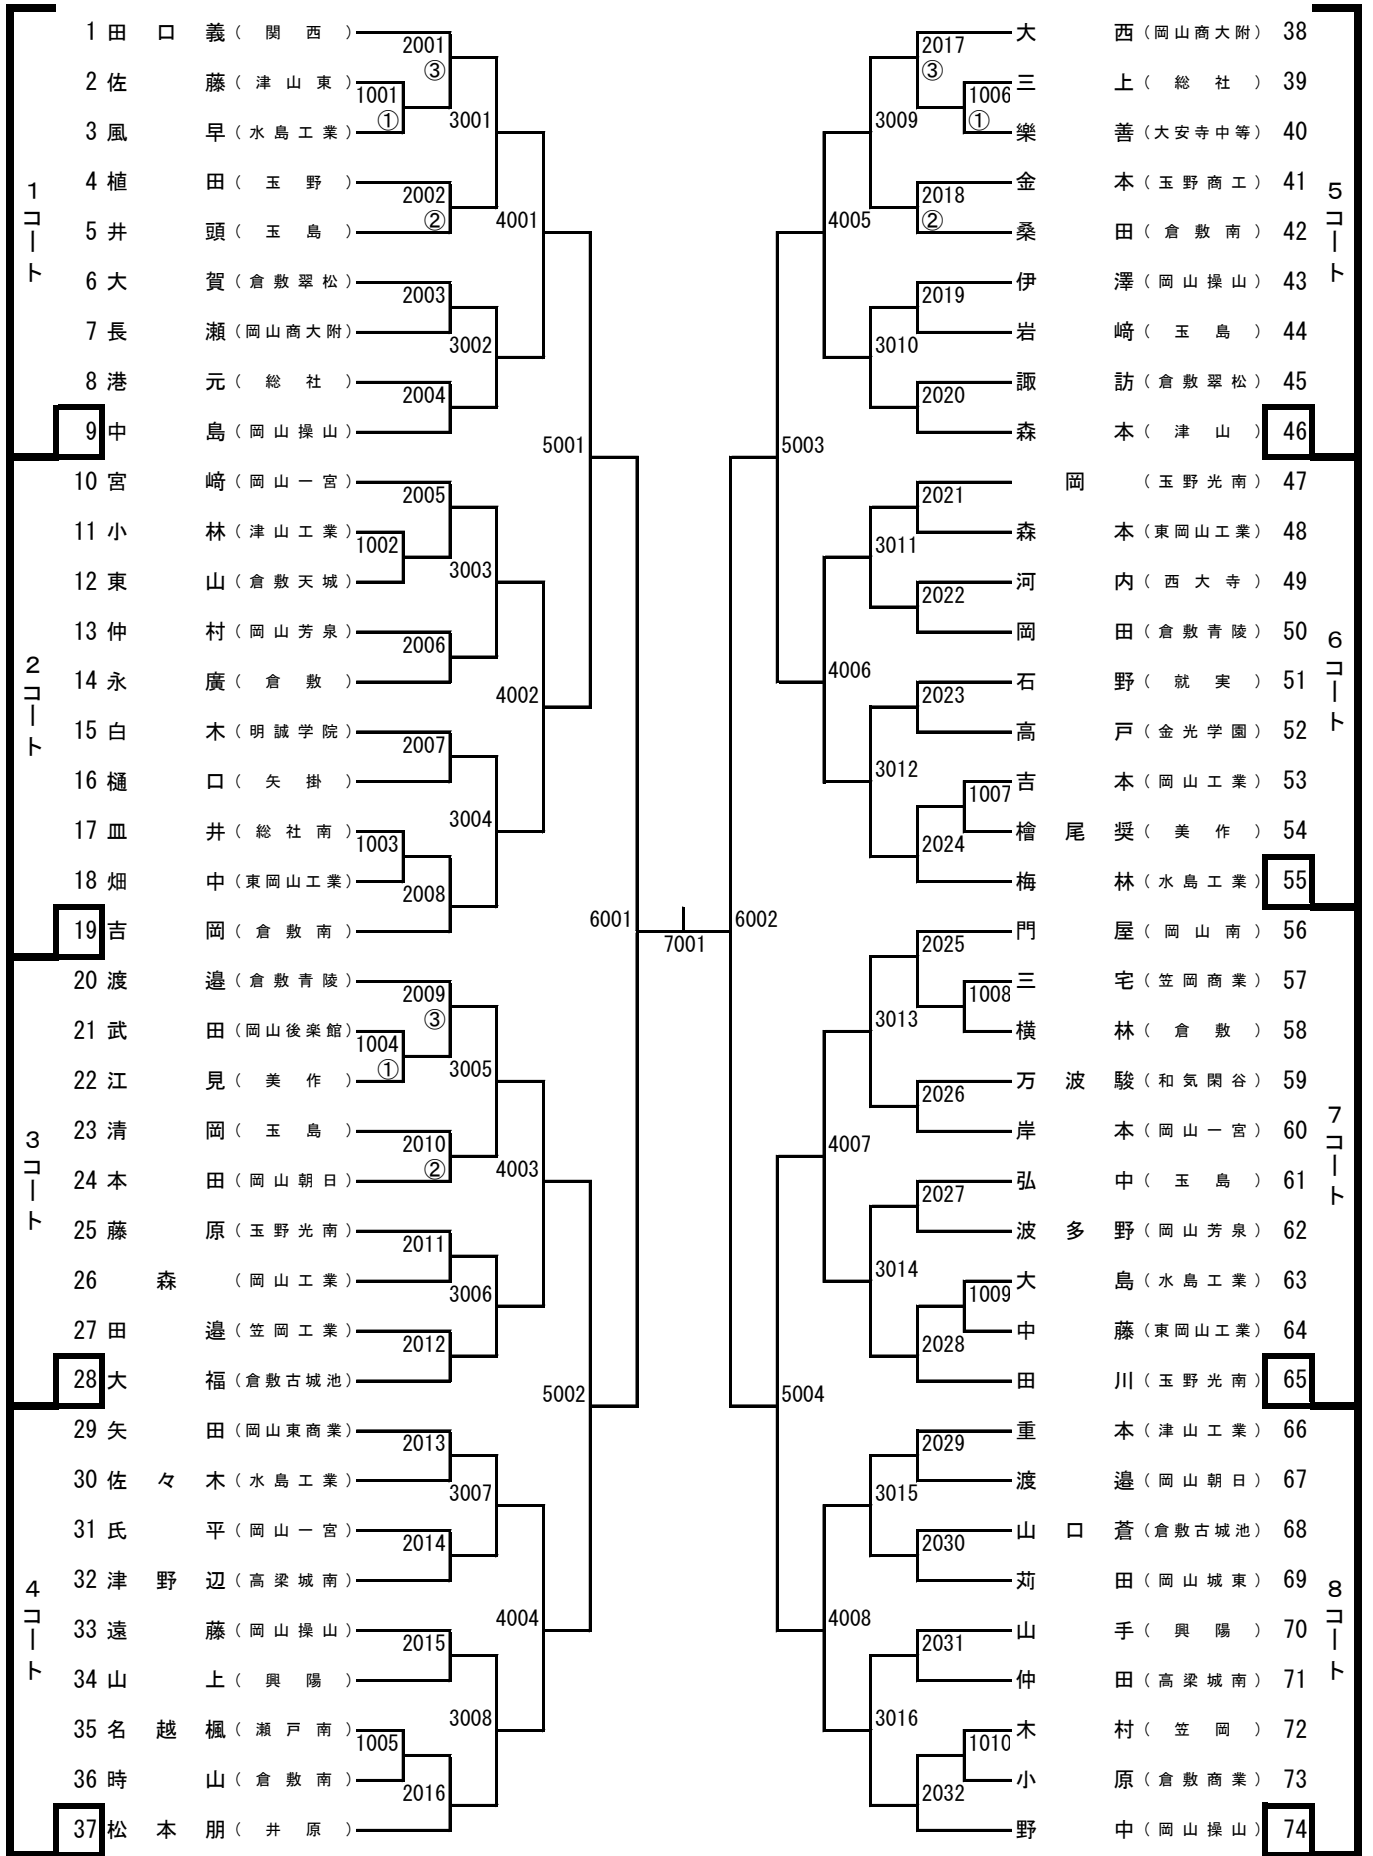 1コート
1 田口義（関西）
2 佐藤（津山東）
3 風早（水島工業）
4 植田（玉野）
5 井頭（玉島）
6 大賀（倉敷翠松）
7 長瀬（岡山商大附）
8 港元（総社）
9 中島（岡山操山）
2コート
10 宮﨑（岡山一宮）
11 小林（津山工業）
12 東山（倉敷天城）
13 仲村（岡山芳泉）
14 永廣（倉敷）
15 白木（明誠学院）
16 樋口（矢掛）
17 皿井（総社南）
18 畑中（東岡山工業）
19 吉岡（倉敷南）
3コート
20 渡邉（倉敷青陵）
21 武田（岡山後楽館）
22 江見（美作）
23 清岡（玉島）
24 本田（岡山朝日）
25 藤原（玉野光南）
26 森（岡山工業）
27 田邉（笠岡工業）
28 大福（倉敷古城池）
4コート
29 矢田（岡山東商業）
30 佐々木（水島工業）
31 氏平（岡山一宮）
32 津野辺（高梁城南）
33 遠藤（岡山操山）
34 山上（興陽）
35 名越楓（瀬戸南）
36 時山（倉敷南）
37 松本朋（井原）
1001
①
1002
1003
1004
①
1005
2001
③
2002
②
2003
2004
2005
2006
2007
2008
2009
③
2010
②
2011
2012
2013
2014
2015
2016
3001
3002
3003
3004
3005
3006
3007
3008
4001
4002
4003
4004
5001
5002
6001
7001
6002
5003
5004
4005
4006
4007
4008
3009
3010
3011
3012
3013
3014
3015
3016
2017
③
2018
②
2019
2020
2021
2022
2023
2024
2025
2026
2027
2028
2029
2030
2031
2032
1006
①
1007
1008
1009
1010
5コート
大西（岡山商大附）38
三上（総社）39
樂善（大安寺中等）40
金本（玉野商工）41
桑田（倉敷南）42
伊澤（岡山操山）43
岩﨑（玉島）44
諏訪（倉敷翠松）45
森本（津山）46
6コート
岡（玉野光南）47
森本（東岡山工業）48
河内（西大寺）49
岡田（倉敷青陵）50
石野（就実）51
高戸（金光学園）52
吉本（岡山工業）53
檜尾奨（美作）54
梅林（水島工業）55
7コート
門屋（岡山南）56
三宅（笠岡商業）57
横林（倉敷）58
万波駿（和気閑谷）59
岸本（岡山一宮）60
弘中（玉島）61
波多野（岡山芳泉）62
大島（水島工業）63
中藤（東岡山工業）64
田川（玉野光南）65
8コート
重本（津山工業）66
渡邉（岡山朝日）67
山口蒼（倉敷古城池）68
苅田（岡山城東）69
山手（興陽）70
仲田（高梁城南）71
木村（笠岡）72
小原（倉敷商業）73
野中（岡山操山）74